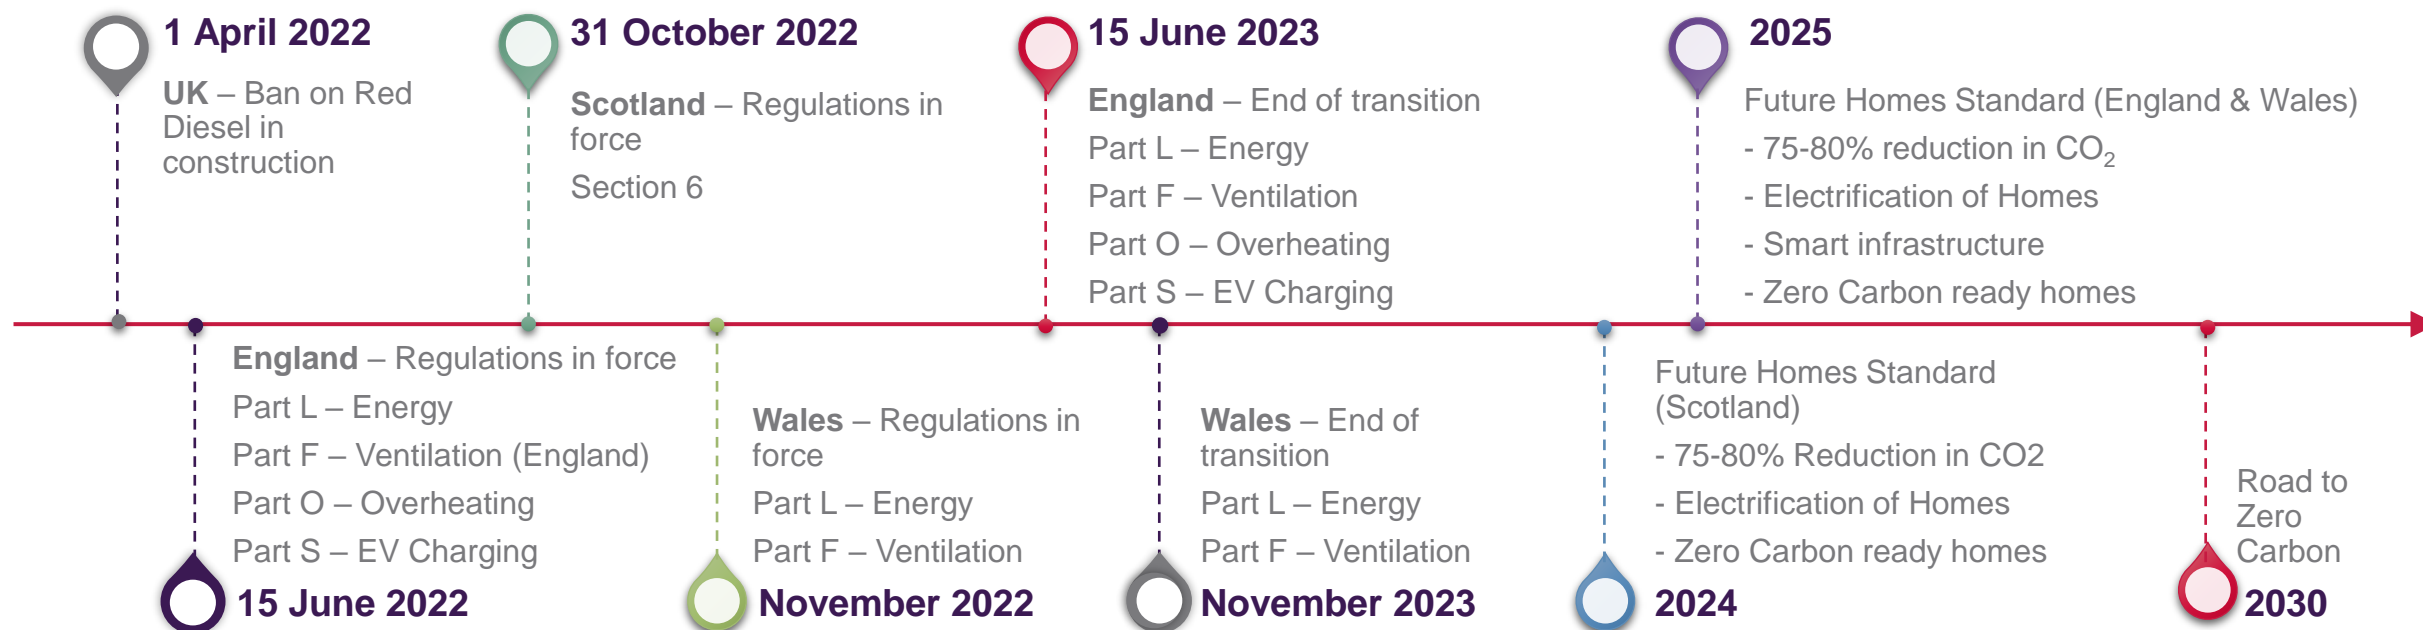 1 April 2022
UK – Ban on Red
Diesel in
construction
31 October 2022
Scotland – Regulations in
force
Section 6
15 June 2023
England – End of transition
Part L – Energy
Part F – Ventilation
Part O – Overheating
Part S – EV Charging
2025
Future Homes Standard (England & Wales)
- 75-80% reduction in CO₂
- Electrification of Homes
- Smart infrastructure
- Zero Carbon ready homes
England – Regulations in force
Part L – Energy
Part F – Ventilation (England)
Part O – Overheating
Part S – EV Charging
15 June 2022
Wales – Regulations in
force
Part L – Energy
Part F – Ventilation
November 2022
Wales – End of
transition
Part L – Energy
Part F – Ventilation
November 2023
Future Homes Standard
(Scotland)
- 75-80% Reduction in CO2
- Electrification of Homes
- Zero Carbon ready homes
2024
Road to
Zero
Carbon
2030